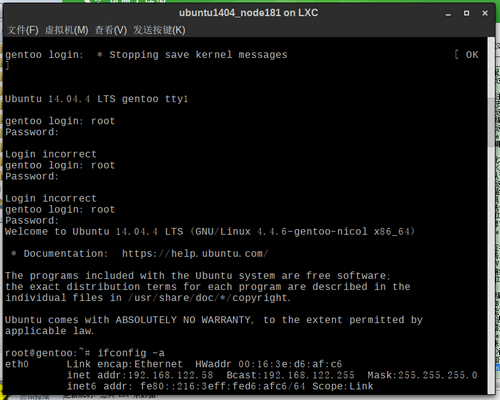 ubuntu1404_node181 on LXC
文件(F) 虚拟机(M) 查看(V) 发送按键(K)
gentoo login: * Stopping save kernel messages [ OK
]
Ubuntu 14.04.4 LTS gentoo tty1
gentoo login: root
Password:
Login incorrect
gentoo login: root
Password:
Login incorrect
gentoo login: root
Password:
Welcome to Ubuntu 14.04.4 LTS (GNU/Linux 4.4.6-gentoo-nicol x86_64)
* Documentation: https://help.ubuntu.com/
The programs included with the Ubuntu system are free software;
the exact distribution terms for each program are described in the
individual files in /usr/share/doc/*/copyright.
Ubuntu comes with ABSOLUTELY NO WARRANTY, to the extent permitted by
applicable law.
root@gentoo:~# ifconfig -a
eth0 Link encap:Ethernet HWaddr 00:16:3e:d6:af:c6
inet addr:192.168.122.58 Bcast:192.168.122.255 Mask:255.255.255.0
inet6 addr: fe80::216:3eff:fed6:afc6/64 Scope:Link